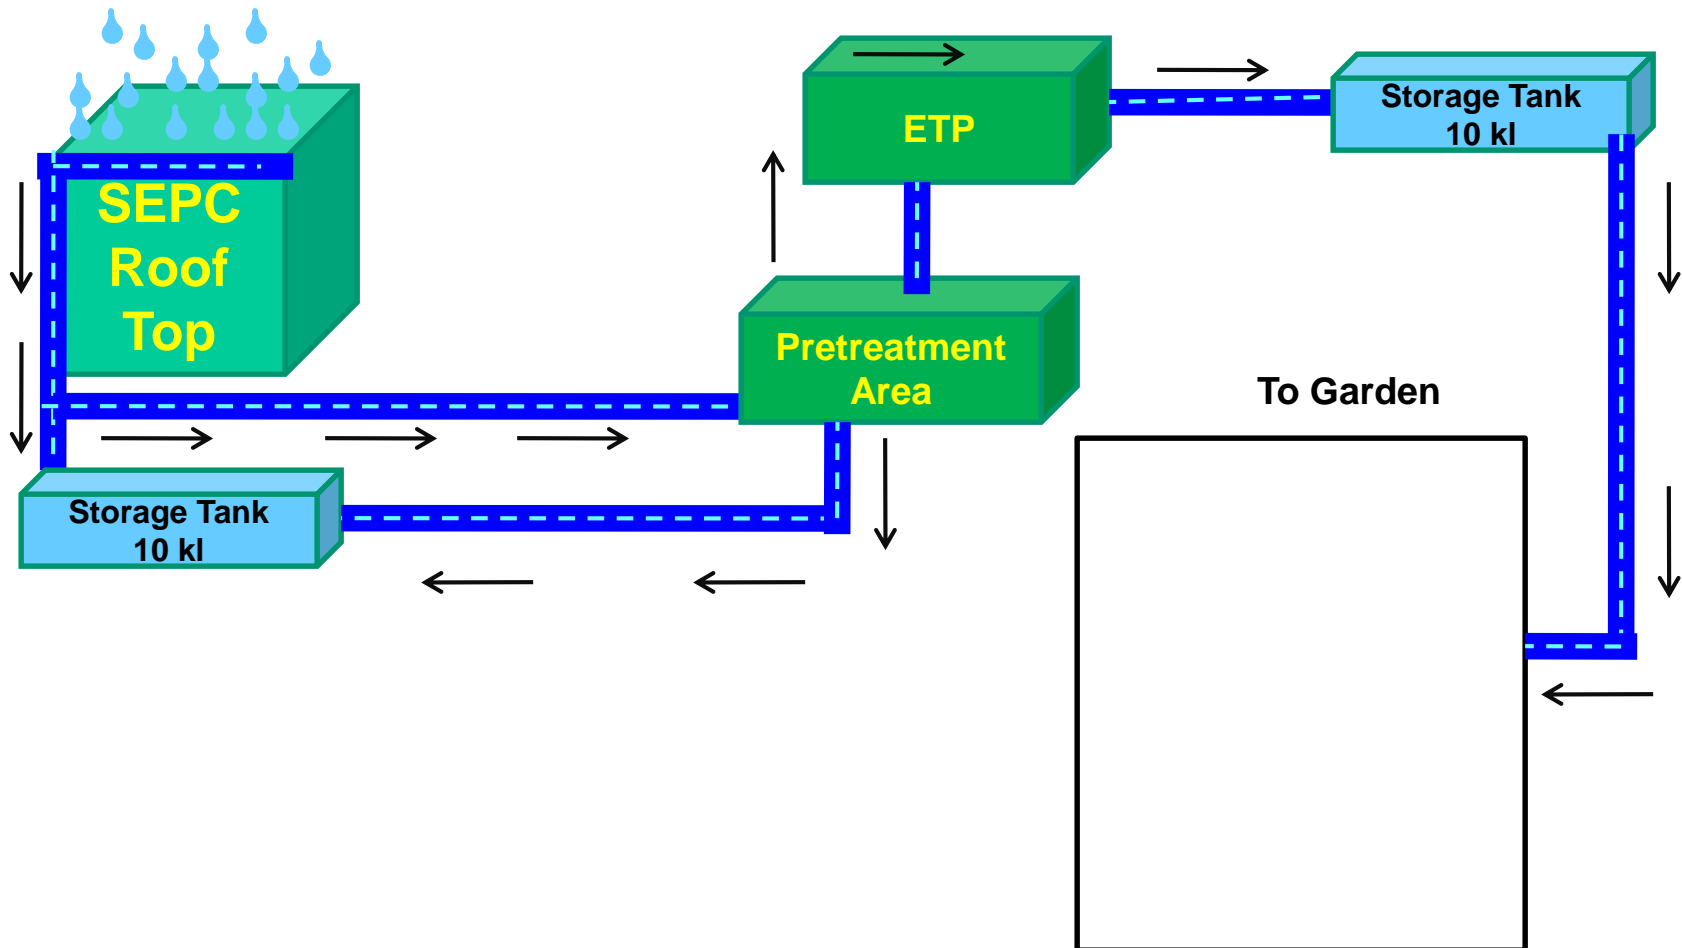 SEPC
Roof
Top
ETP
Storage Tank
10 kl
Pretreatment
Area
To Garden
Storage Tank
10 kl